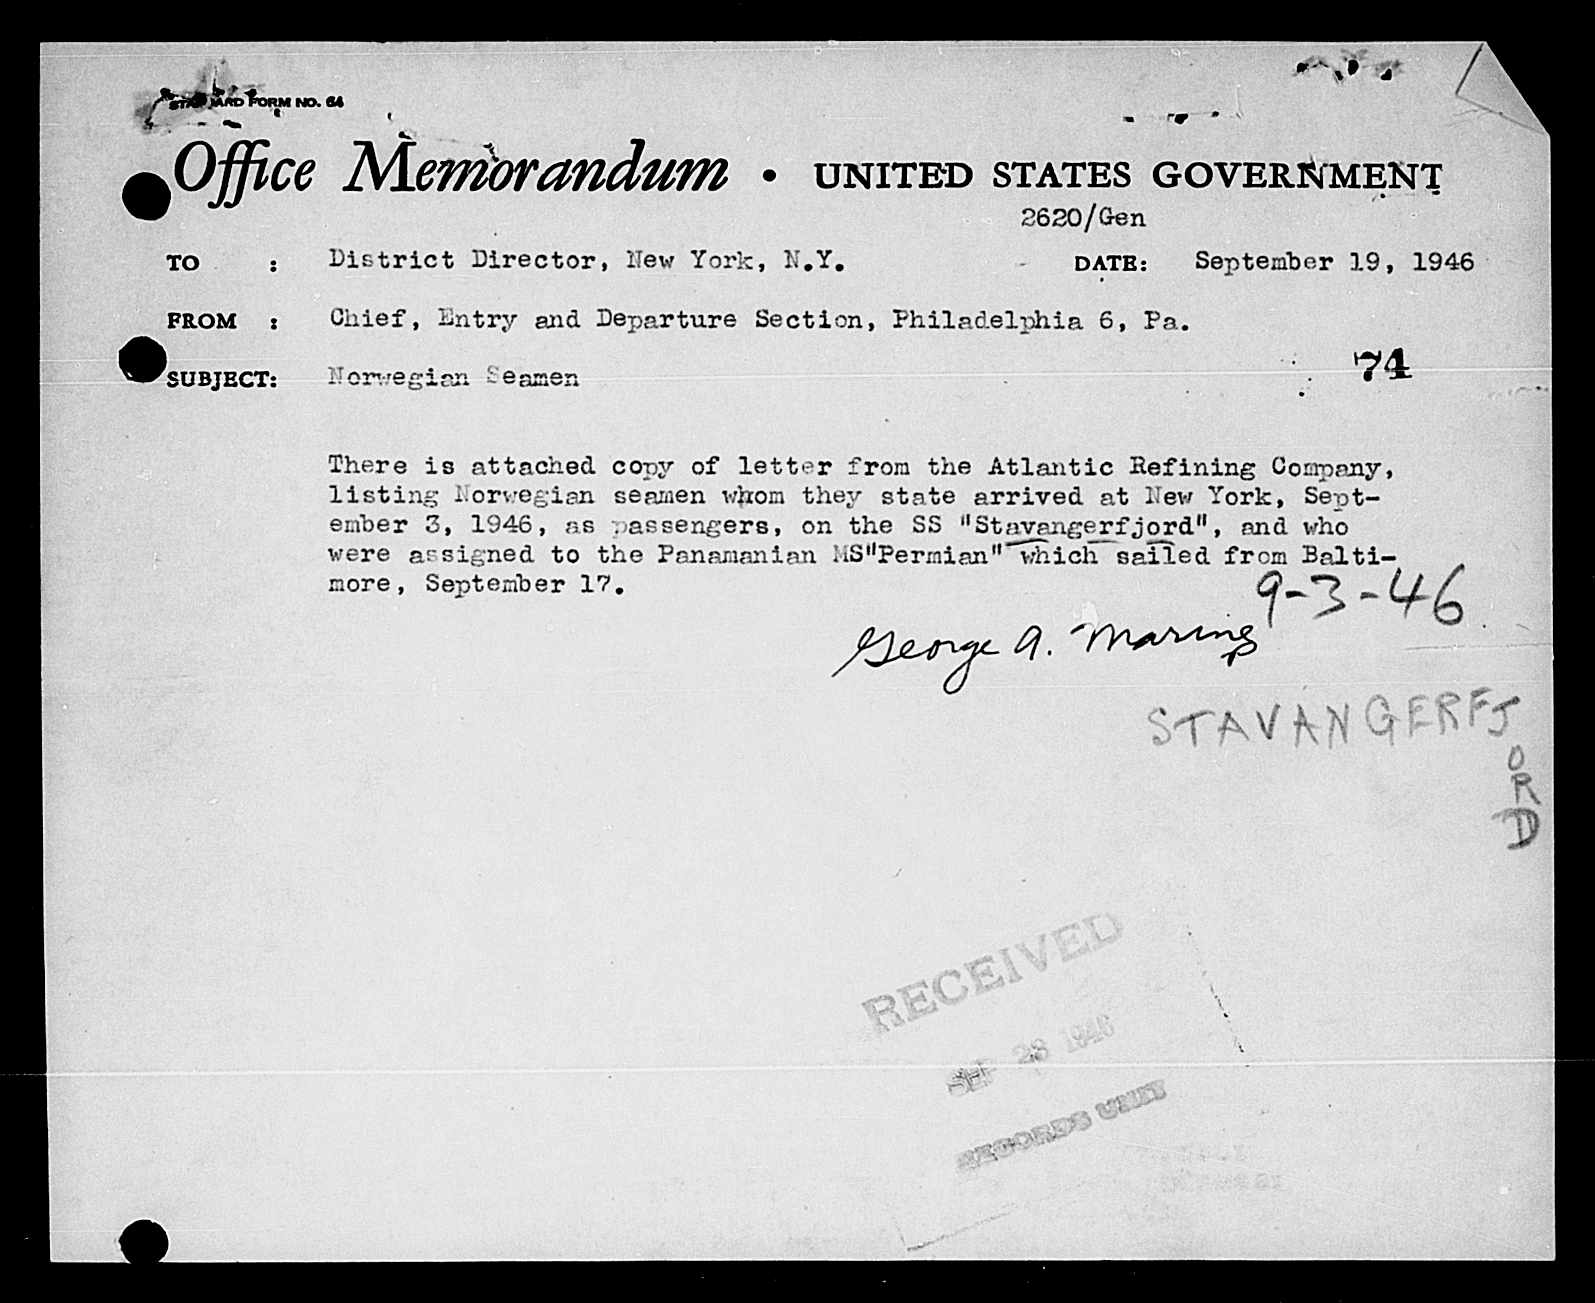 STANDARD FORM NO. 64
Office Memorandum • UNITED STATES GOVERNMENT
2620/Gen
TO : District Director, New York, N.Y. DATE: September 19, 1946
FROM : Chief, Entry and Departure Section, Philadelphia 6, Pa.
SUBJECT: Norwegian Seamen 74
There is attached copy of letter from the Atlantic Refining Company,
listing Norwegian seamen whom they state arrived at New York, Sept-
ember 3, 1946, as passengers, on the SS "Stavangerfjord", and who
were assigned to the Panamanian MS"Permian" which sailed from Balti-
more, September 17.
9-3-46
George A.
STAVANGERFJ
O
R
D
RECEIVED
SEP 23 1946
RECORDS UNIT